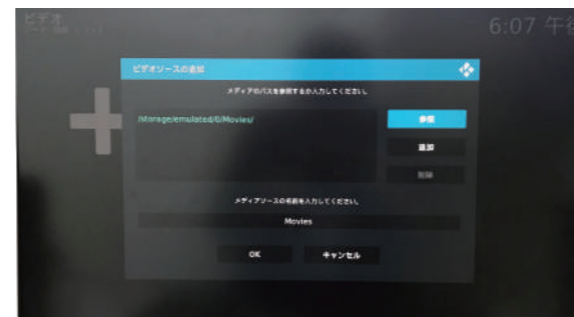 ビデオ
6:07 午後
ビデオソースの追加
メディアのパスを参照するか入力してください。
/storage/emulated/0/Movies/
参照
追加
削除
メディアソースの名前を入力してください。
Movies
OK
キャンセル